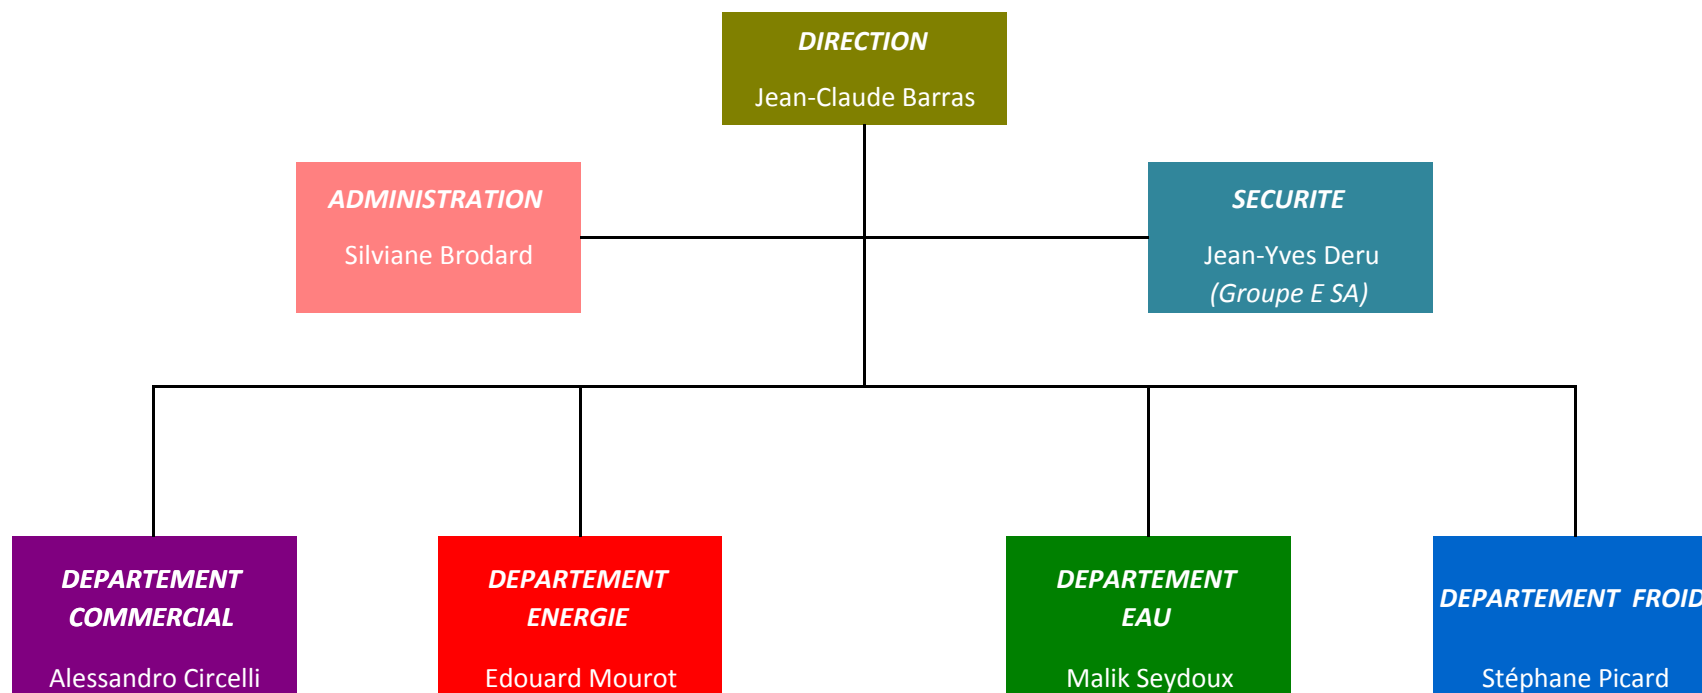 DIRECTION
Jean-Claude Barras
ADMINISTRATION
Silviane Brodard
SECURITE
Jean-Yves Deru
(Groupe E SA)
DEPARTEMENT
COMMERCIAL
Alessandro Circelli
DEPARTEMENT
ENERGIE
Edouard Mourot
DEPARTEMENT
EAU
Malik Seydoux
DEPARTEMENT FROID
Stéphane Picard